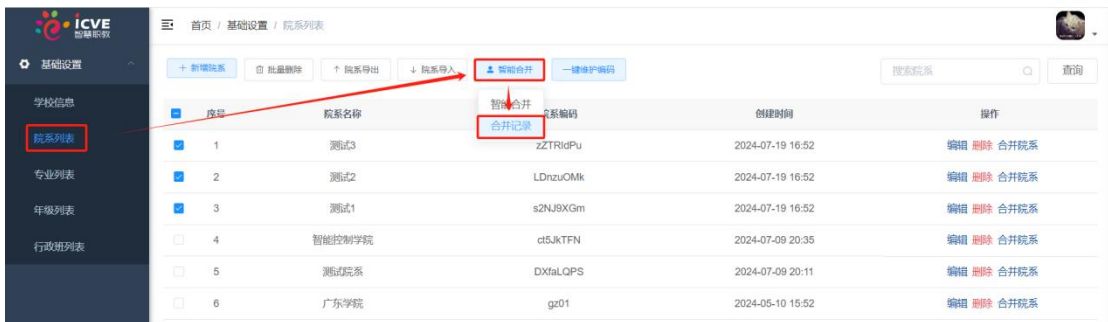 icve
智慧职教
首页 / 基础设置 / 院系列表
基础设置
+ 新增院系 批量删除 ↑ 院系导出 ↓ 院系导入 智能合并 一键维护编码 搜索院系 查询
智能合并
合并记录
学校信息
院系列表
专业列表
年级列表
行政班列表
序号 院系名称 院系编码 创建时间 操作
1 测试3 zZTRIdPu 2024-07-19 16:52 编辑 删除 合并院系
2 测试2 LDnzuOMk 2024-07-19 16:52 编辑 删除 合并院系
3 测试1 s2NJ9XGm 2024-07-19 16:52 编辑 删除 合并院系
4 智能控制学院 ct5JkTFN 2024-07-09 20:35 编辑 删除 合并院系
5 测试院系 DXfaLQPS 2024-07-09 20:11 编辑 删除 合并院系
6 广东学院 gz01 2024-05-10 15:52 编辑 删除 合并院系